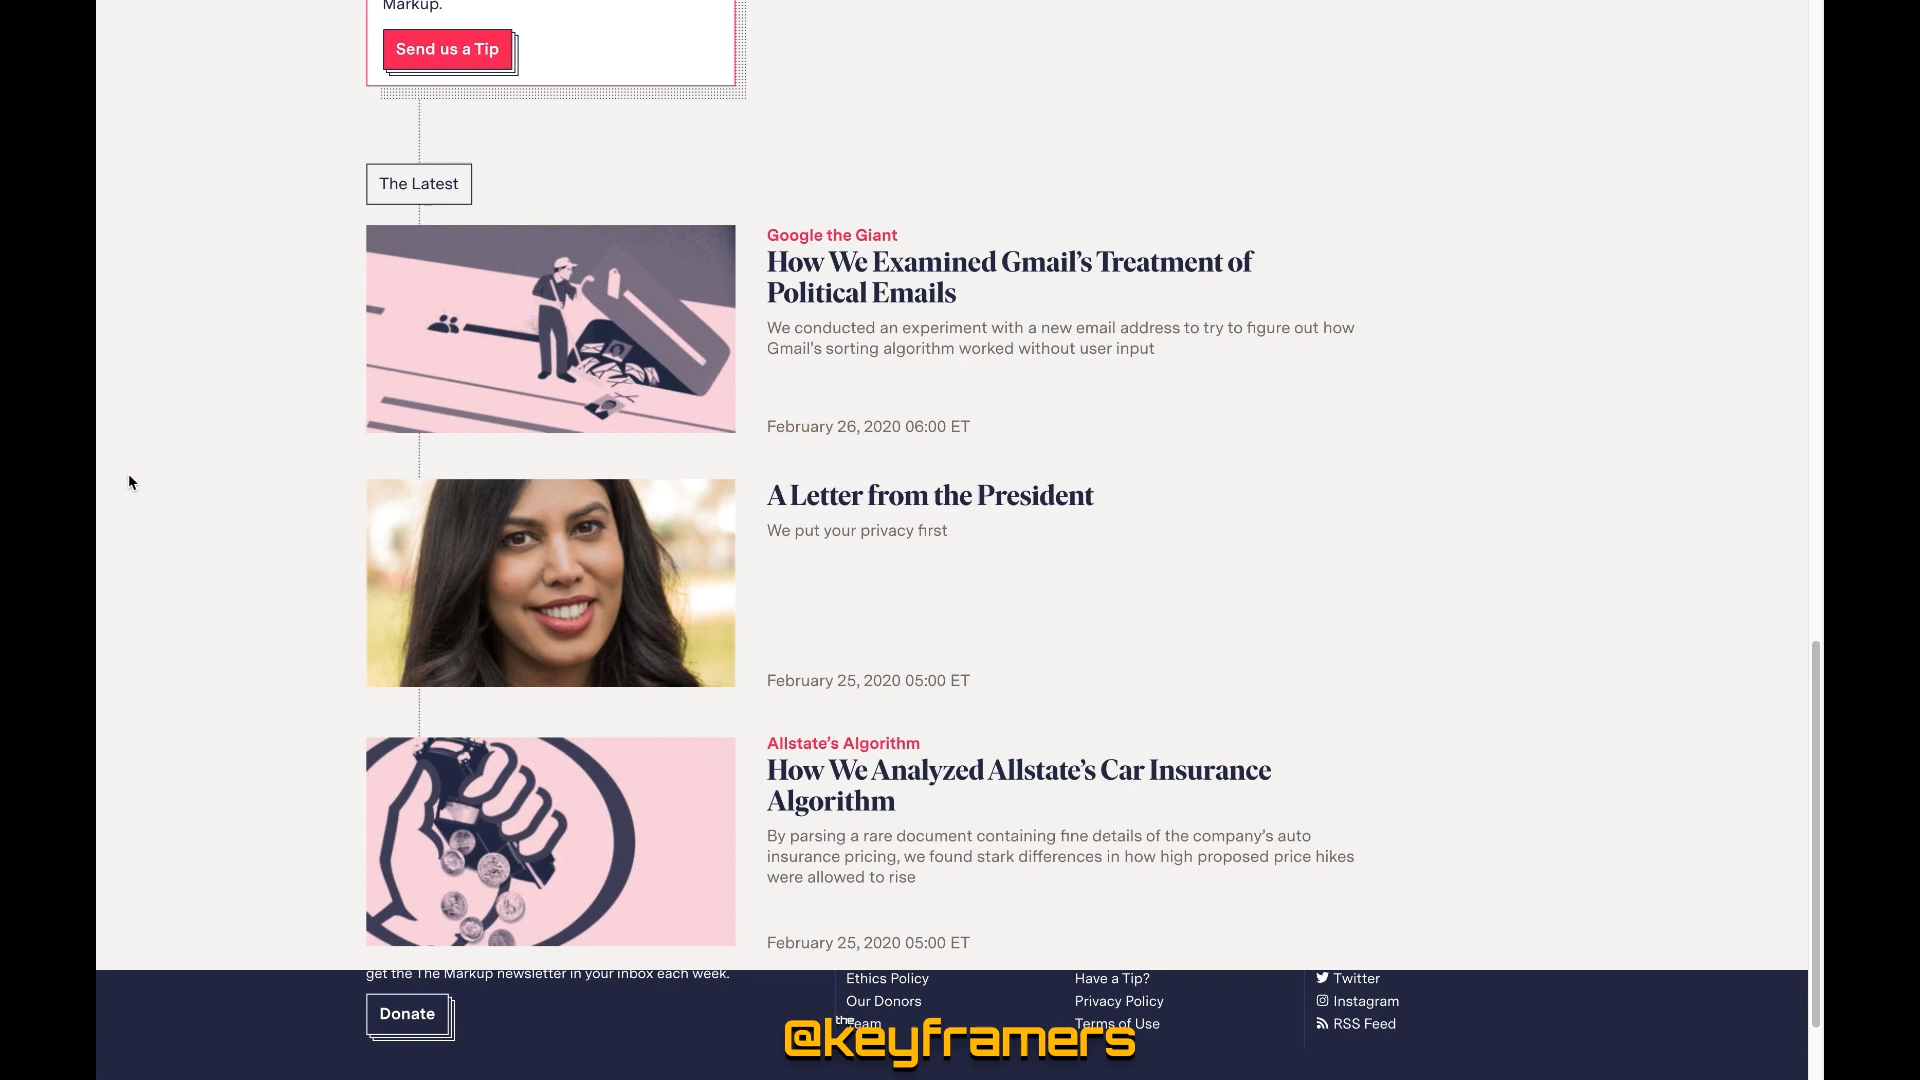 Markup.
Send us a Tip
The Latest
Google the Giant
How We Examined Gmail’s Treatment of
Political Emails
We conducted an experiment with a new email address to try to figure out how
Gmail's sorting algorithm worked without user input
February 26, 2020 06:00 ET
A Letter from the President
We put your privacy first
February 25, 2020 05:00 ET
Allstate’s Algorithm
How We Analyzed Allstate’s Car Insurance
Algorithm
By parsing a rare document containing fine details of the company’s auto
insurance pricing, we found stark differences in how high proposed price hikes
were allowed to rise
February 25, 2020 05:00 ET
get the The Markup newsletter in your inbox each week.
Donate
Ethics Policy
Our Donors
Team
Have a Tip?
Privacy Policy
Terms of Use
Twitter
Instagram
RSS Feed
the
@keyframers